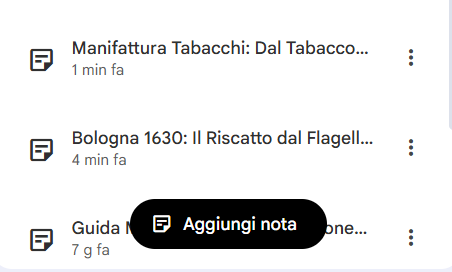 Manifattura Tabacchi: Dal Tabacco...
1 min fa
Bologna 1630: Il Riscatto dal Flagell...
4 min fa
Guida
Aggiungi nota
one...
7 g fa